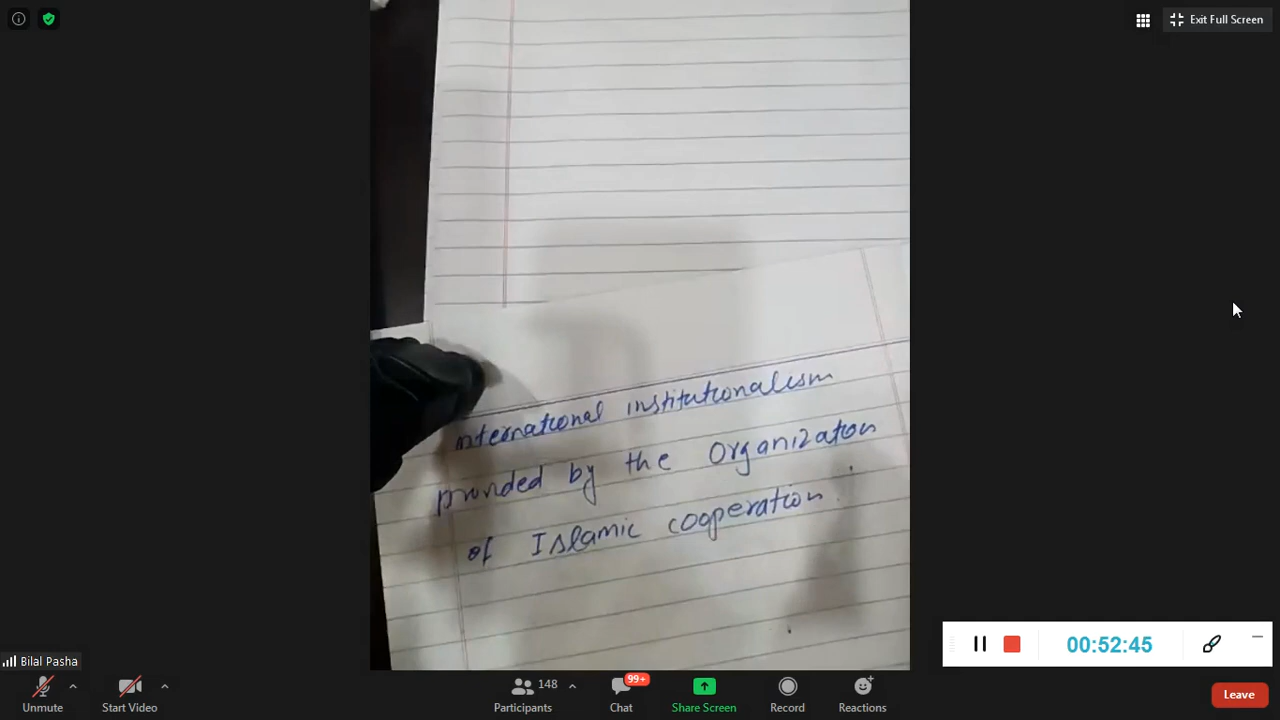 Exit Full Screen
international institutionalism
provided by the Organization
of Islamic cooperation.
00:52:45
Bilal Pasha
Unmute
Start Video
148
Participants
99+
Chat
Share Screen
Record
Reactions
Leave